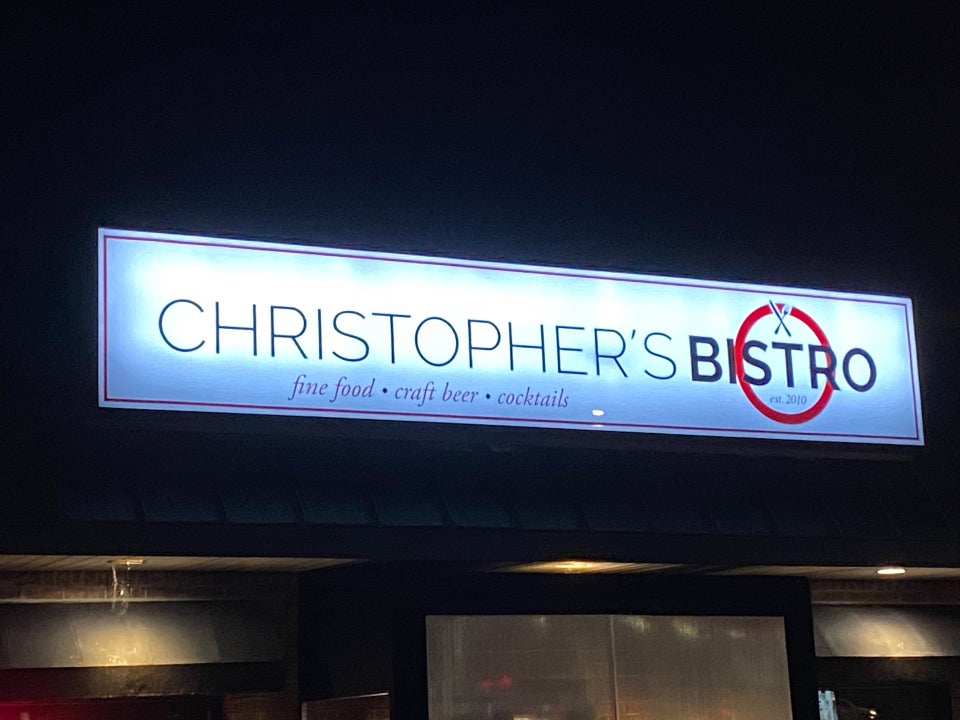 CHRISTOPHER'S BISTRO
fine food • craft beer • cocktails
est. 2010